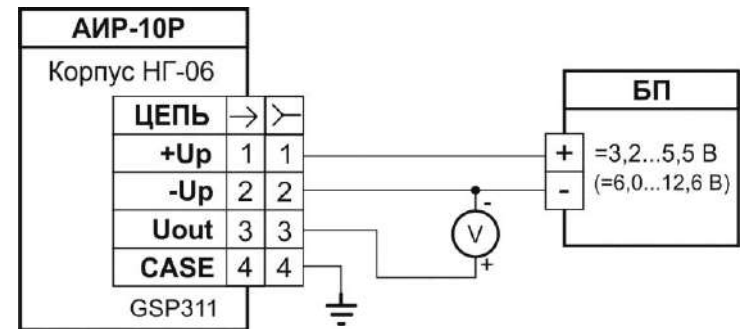 АИР-10Р
Корпус НГ-06
ЦЕПЬ
+Up 1 1
-Up 2 2
Uout 3 3
CASE 4 4
GSP311
-
V
+
БП
+ =3,2...5,5 В
- (=6,0...12,6 В)